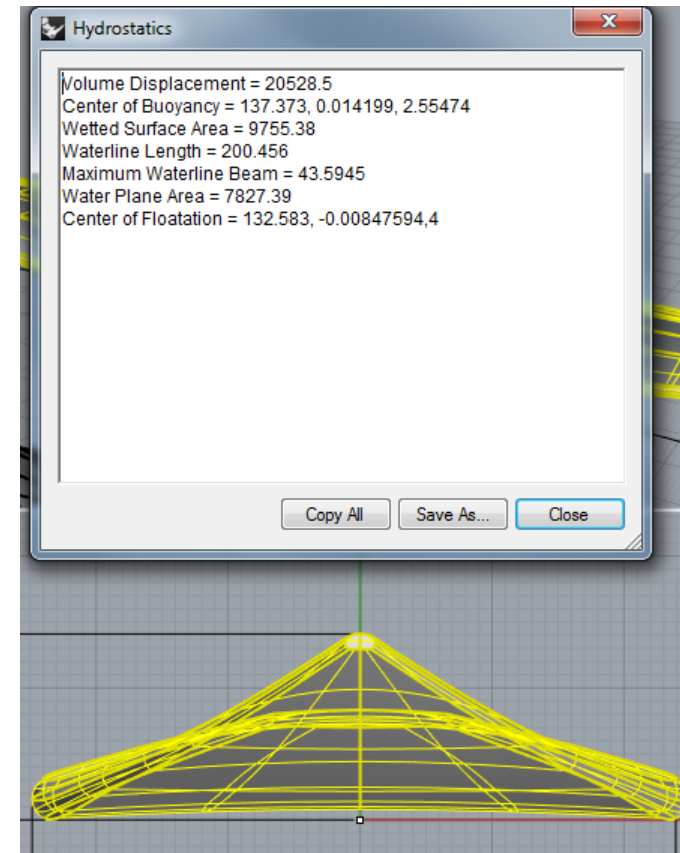 Hydrostatics
Volume Displacement = 20528.5
Center of Buoyancy = 137.373, 0.014199, 2.55474
Wetted Surface Area = 9755.38
Waterline Length = 200.456
Maximum Waterline Beam = 43.5945
Water Plane Area = 7827.39
Center of Floatation = 132.583, -0.00847594,4
Copy All Save As... Close